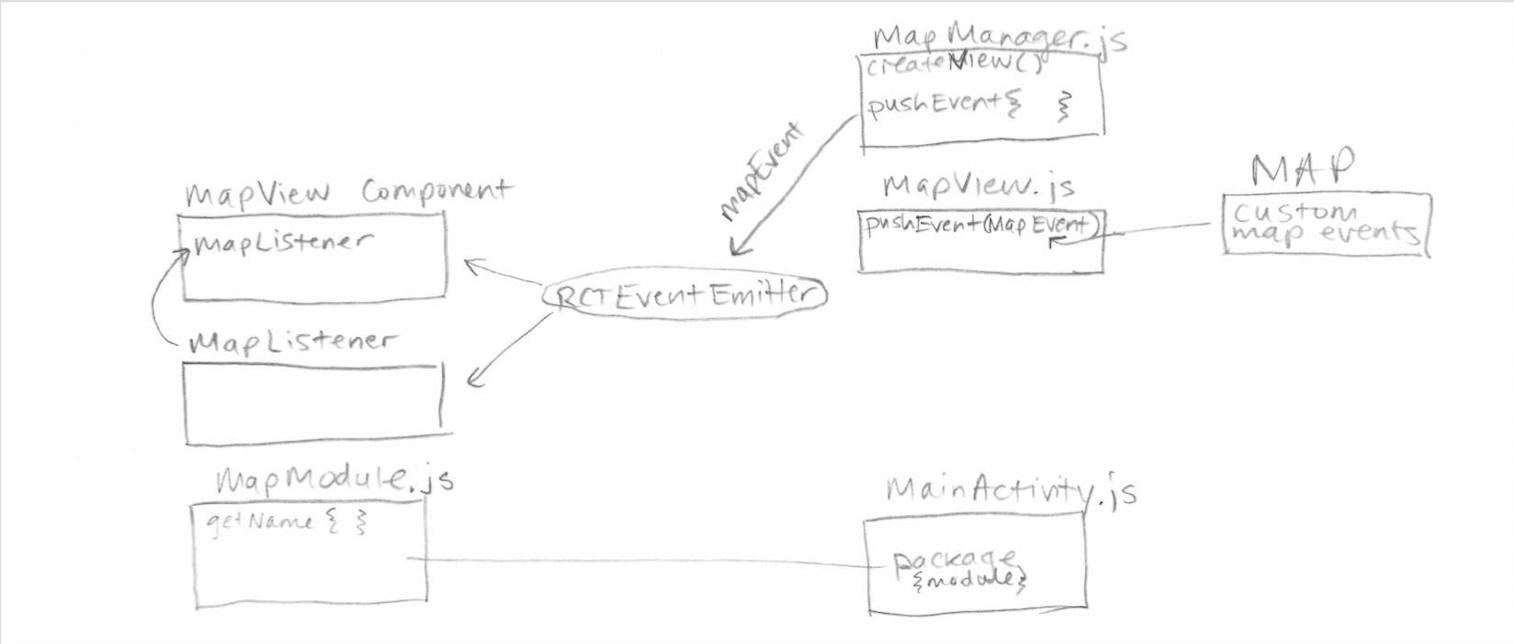 MapManager.js
createView()
pushEvent{ }
mapEvent
MapView.js
pushEvent(MapEvent)
MAP
custom
map events
MapView Component
MapListener
RCTEventEmitter
MapListener
MapModule.js
getName { }
MainActivity.js
package
{module}